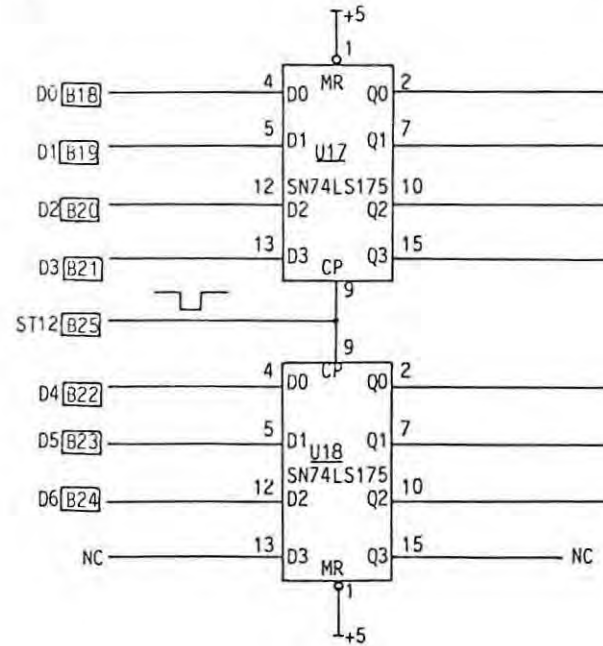 +5
1
D0 B18 4 D0 MR Q0 2
D1 B19 5 D1 U17 Q1 7
SN74LS175
D2 B20 12 D2 Q2 10
D3 B21 13 D3 Q3 15
CP
9
ST12 B25
9
CP
D4 B22 4 D0 Q0 2
D5 B23 5 D1 Q1 7
U18
SN74LS175
D6 B24 12 D2 Q2 10
NC 13 D3 Q3 15 NC
MR
1
+5